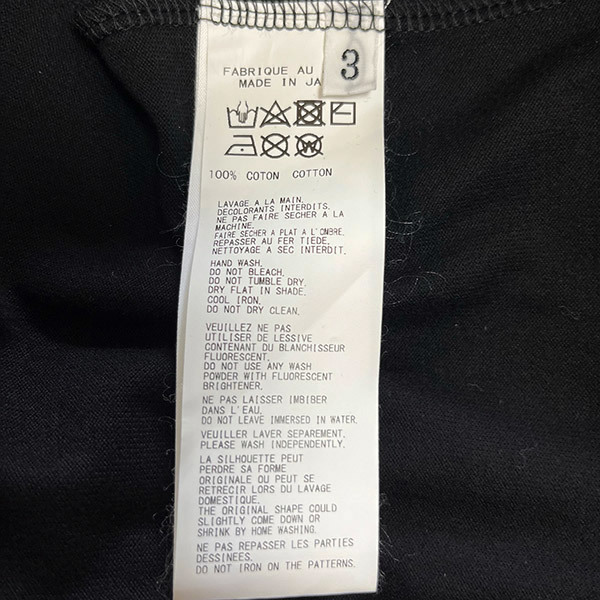 3
FABRIQUE AU
MADE IN JA
100% COTON COTTON
LAVAGE A LA MAIN.
DECOLORANTS INTERDITS.
NE PAS FAIRE SECHER A LA
MACHINE.
FAIRE SECHER A PLAT A L'OMBRE.
REPASSER AU FER TIEDE.
NETTOYAGE A SEC INTERDIT.
HAND WASH.
DO NOT BLEACH.
DO NOT TUMBLE DRY.
DRY FLAT IN SHADE.
COOL IRON.
DO NOT DRY CLEAN.
VEUILLEZ NE PAS
UTILISER DE LESSIVE
CONTENANT DU BLANCHISSEUR
FLUORESCENT.
DO NOT USE ANY WASH
POWDER WITH FLUORESCENT
BRIGHTENER.
NE PAS LAISSER IMBIBER
DANS L'EAU.
DO NOT LEAVE IMMERSED IN WATER.
VEUILLER LAVER SEPAREMENT.
PLEASE WASH INDEPENDENTLY.
LA SILHOUETTE PEUT
PERDRE SA FORME
ORIGINALE OU PEUT SE
RETRECIR LORS DU LAVAGE
DOMESTIQUE.
THE ORIGINAL SHAPE COULD
SLIGHTLY COME DOWN OR
SHRINK BY HOME WASHING.
NE PAS REPASSER LES PARTIES
DESSINEES.
DO NOT IRON ON THE PATTERNS.